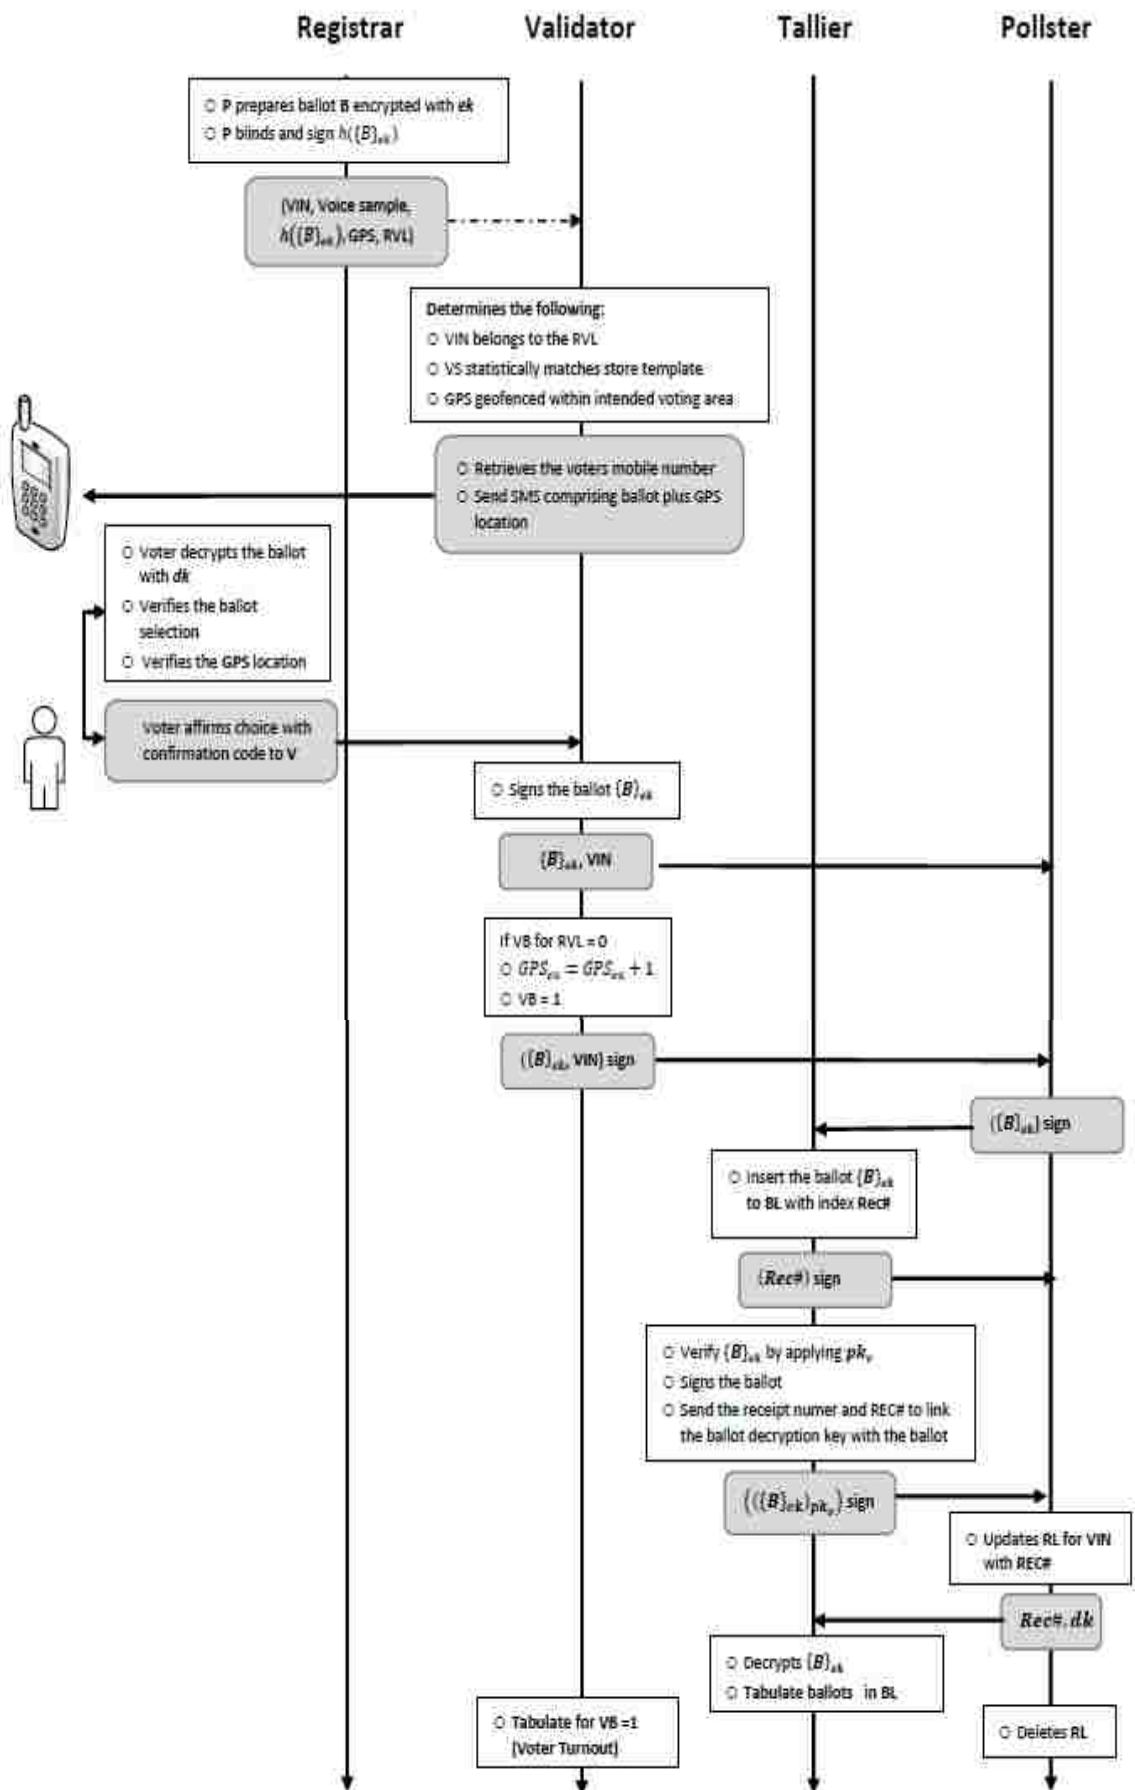 Registrar Validator Tallier Pollster
○ P prepares ballot B encrypted with ek
○ P blinds and sign h({B}ek)
(VIN, Voice sample,
h({B}ek), GPS, RVL)
Determines the following:
○ VIN belongs to the RVL
○ VS statistically matches store template
○ GPS geofenced within intended voting area
○ Retrieves the voters mobile number
○ Send SMS comprising ballot plus GPS
location
○ Voter decrypts the ballot
with dk
○ Verifies the ballot
selection
○ Verifies the GPS location
Voter affirms choice with
confirmation code to V
○ Signs the ballot {B}ek
{B}ek, VIN
If VB for RVL = 0
○ GPS = GPS + 1
○ VB = 1
({B}ek, VIN) sign
({B}ek) sign
○ Insert the ballot {B}ek
to BL with index Rec#
(Rec#) sign
○ Verify {B}ek by applying pkv
○ Signs the ballot
○ Send the receipt numer and REC# to link
the ballot decryption key with the ballot
(({B}ek)pkv) sign
○ Updates RL for VIN
with REC#
Rec#, dk
○ Decrypts {B}ek
○ Tabulate ballots in BL
○ Tabulate for VB =1
(Voter Turnout)
○ Deletes RL